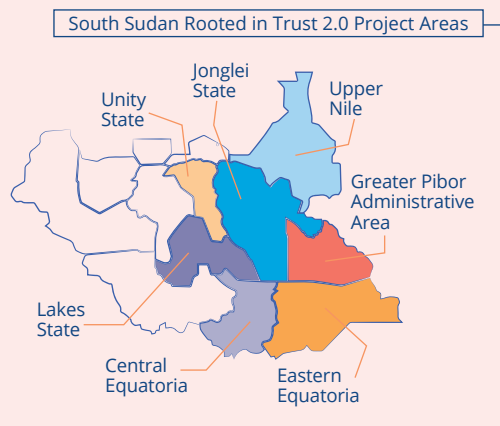 South Sudan Rooted in Trust 2.0 Project Areas
Jonglei
State
Unity
State
Upper
Nile
Greater Pibor
Administrative
Area
Lakes
State
Central
Equatoria
Eastern
Equatoria